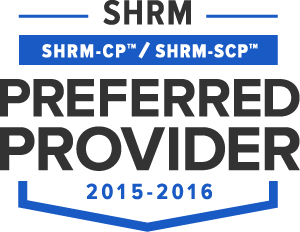 SHRM
SHRM-CP™ / SHRM-SCP™
PREFERRED
PROVIDER
2015-2016